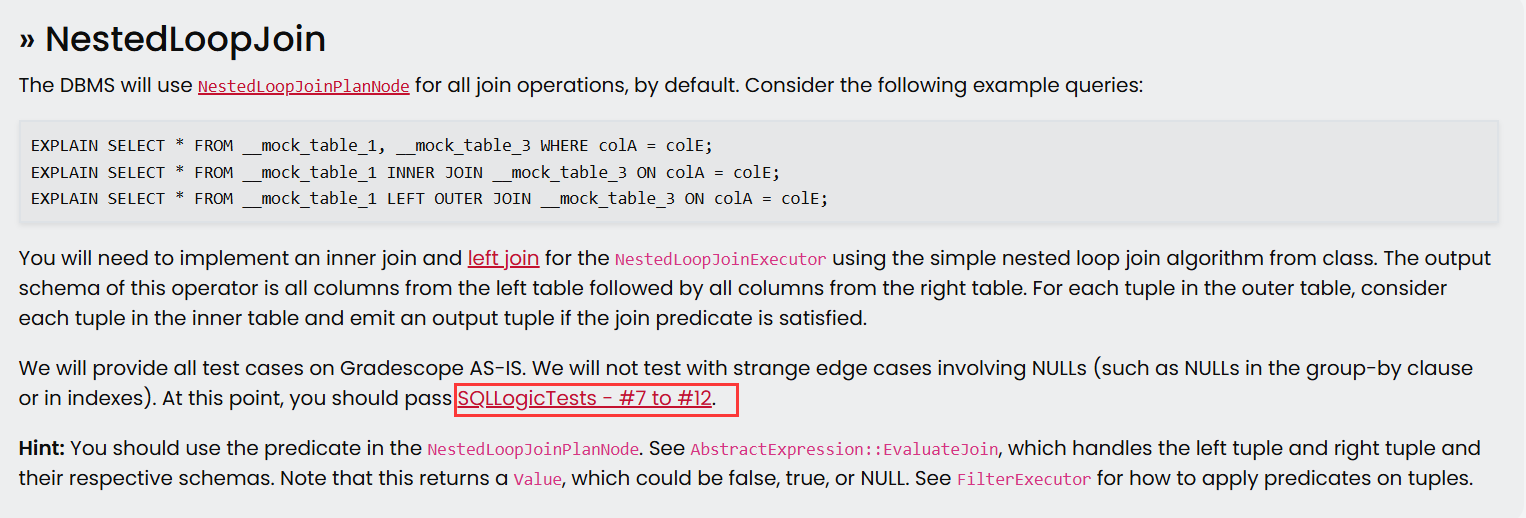 » NestedLoopJoin
The DBMS will use NestedLoopJoinPlanNode for all join operations, by default. Consider the following example queries:
EXPLAIN SELECT * FROM __mock_table_1, __mock_table_3 WHERE colA = colE;
EXPLAIN SELECT * FROM __mock_table_1 INNER JOIN __mock_table_3 ON colA = colE;
EXPLAIN SELECT * FROM __mock_table_1 LEFT OUTER JOIN __mock_table_3 ON colA = colE;
You will need to implement an inner join and left join for the NestedLoopJoinExecutor using the simple nested loop join algorithm from class. The output
schema of this operator is all columns from the left table followed by all columns from the right table. For each tuple in the outer table, consider
each tuple in the inner table and emit an output tuple if the join predicate is satisfied.
We will provide all test cases on Gradescope AS-IS. We will not test with strange edge cases involving NULLs (such as NULLs in the group-by clause
or in indexes). At this point, you should pass SQLLogicTests - #7 to #12.
Hint: You should use the predicate in the NestedLoopJoinPlanNode. See AbstractExpression::EvaluateJoin, which handles the left tuple and right tuple and
their respective schemas. Note that this returns a Value, which could be false, true, or NULL. See FilterExecutor for how to apply predicates on tuples.